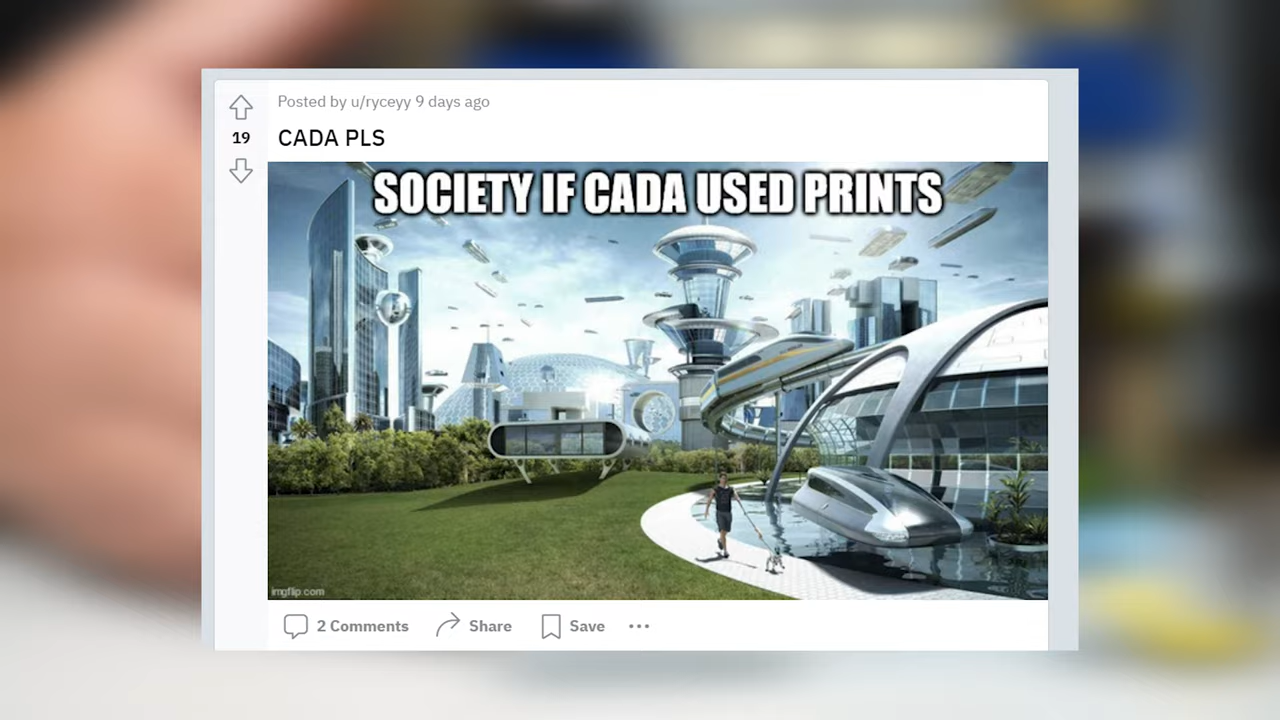 Posted by u/ryceyy 9 days ago
19
CADA PLS
SOCIETY IF CADA USED PRINTS
imgflip.com
2 Comments
Share
Save